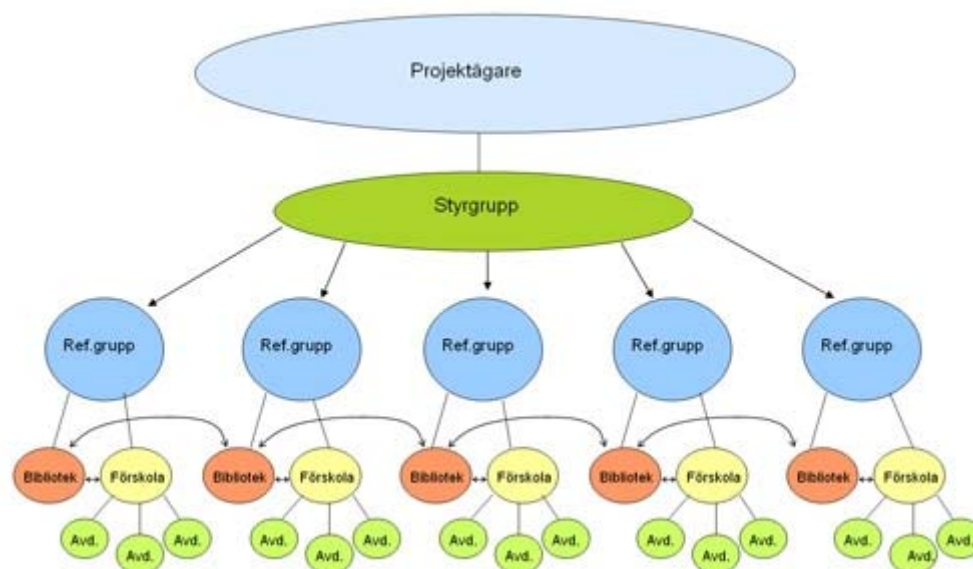 Projektägare
Styrgrupp
Ref.grupp Ref.grupp Ref.grupp Ref.grupp Ref.grupp
Bibliotek Förskola Bibliotek Förskola Bibliotek Förskola Bibliotek Förskola Bibliotek Förskola
Avd. Avd. Avd. Avd. Avd. Avd. Avd. Avd. Avd. Avd.
Avd. Avd. Avd. Avd. Avd.